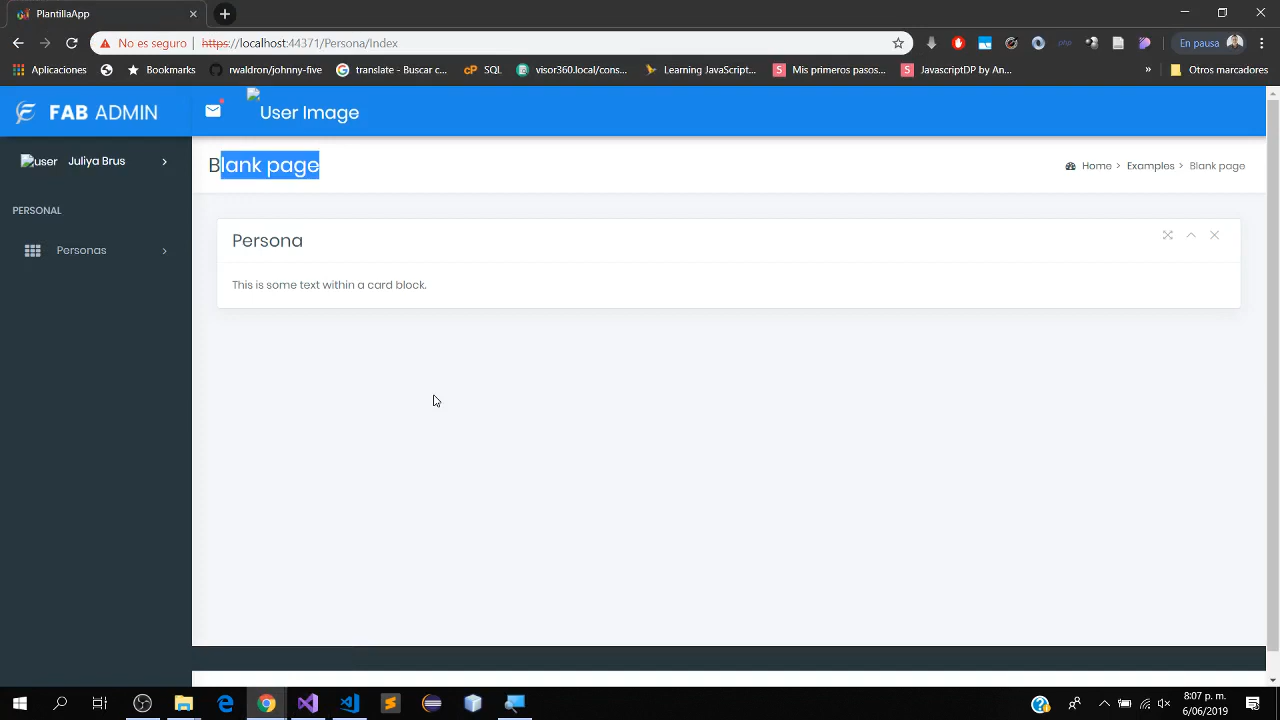 PlantillaApp
No es seguro | https://localhost:44371/Persona/Index
php
En pausa
Aplicaciones
Bookmarks
rwaldron/johnny-five
translate - Buscar c...
cP SQL
visor360.local/cons...
Learning JavaScript...
S Mis primeros pasos...
S JavascriptDP by An...
»
Otros marcadores
FAB ADMIN
User Image
user Juliya Brus
Blank page
Home > Examples > Blank page
PERSONAL
Personas
Persona
This is some text within a card block.
8:07 p. m.
6/06/2019